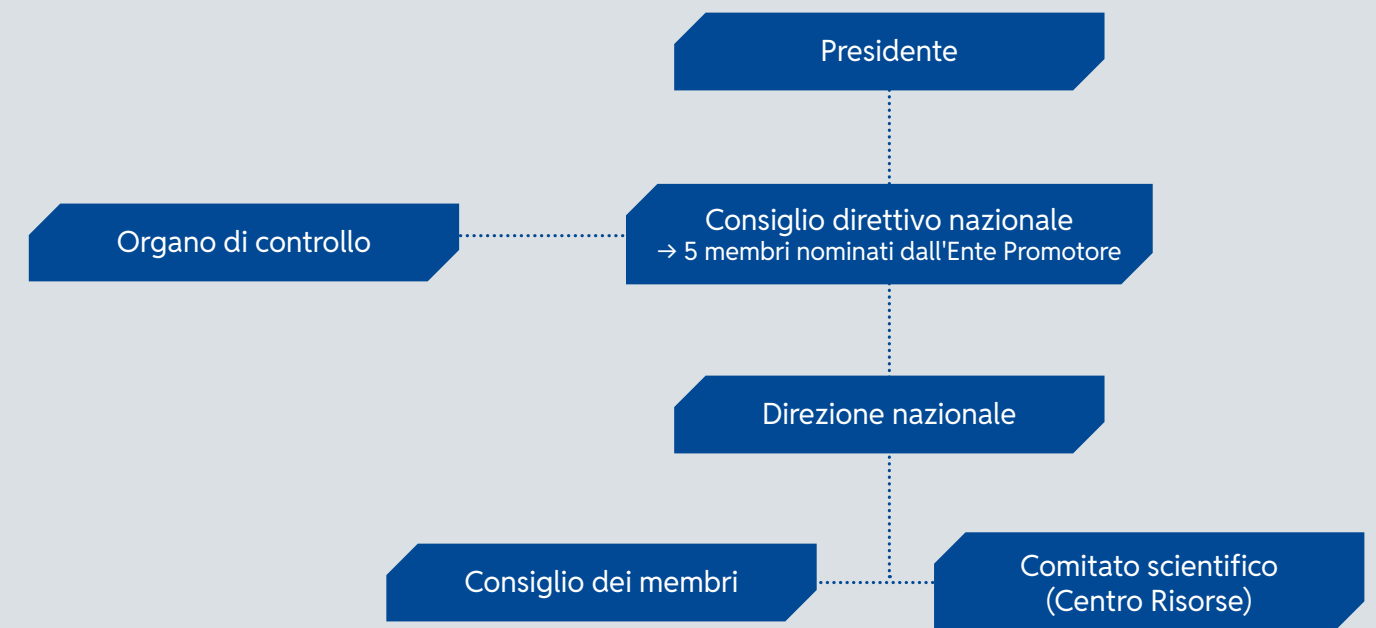 Presidente
Organo di controllo
Consiglio direttivo nazionale
→ 5 membri nominati dall'Ente Promotore
Direzione nazionale
Consiglio dei membri
Comitato scientifico
(Centro Risorse)